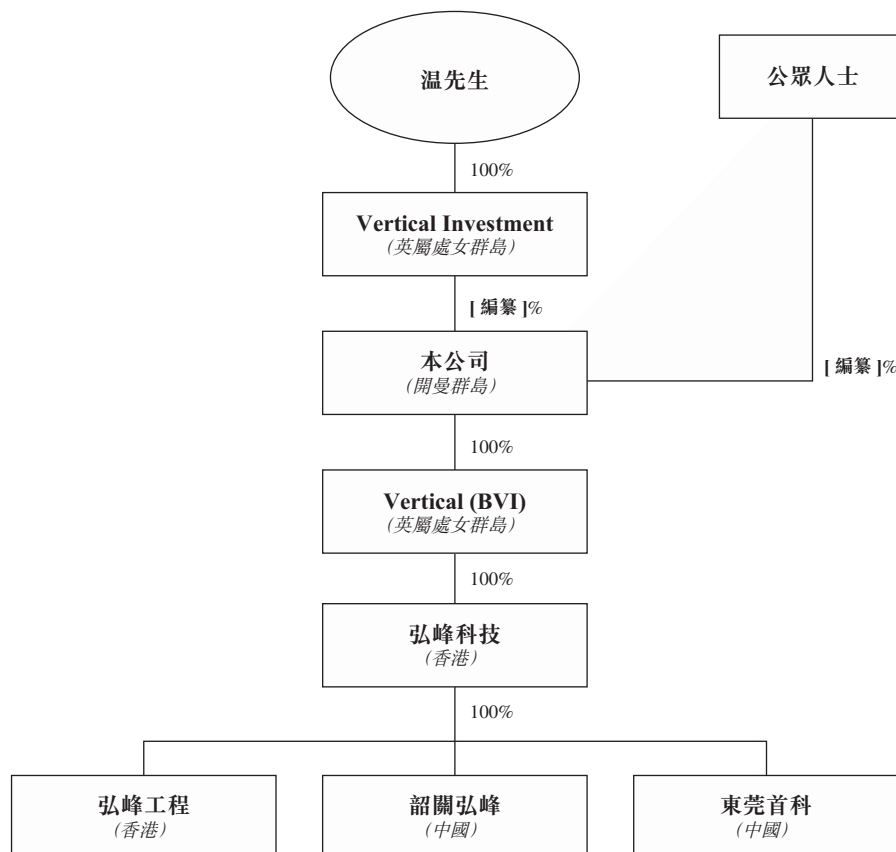 温先生
公眾人士
100%
Vertical Investment
（英屬處女群島）
[ 編纂 ]%
本公司
（開曼群島）
[ 編纂 ]%
100%
Vertical (BVI)
（英屬處女群島）
100%
弘峰科技
（香港）
100%
弘峰工程
（香港）
韶關弘峰
（中國）
東莞首科
（中國）